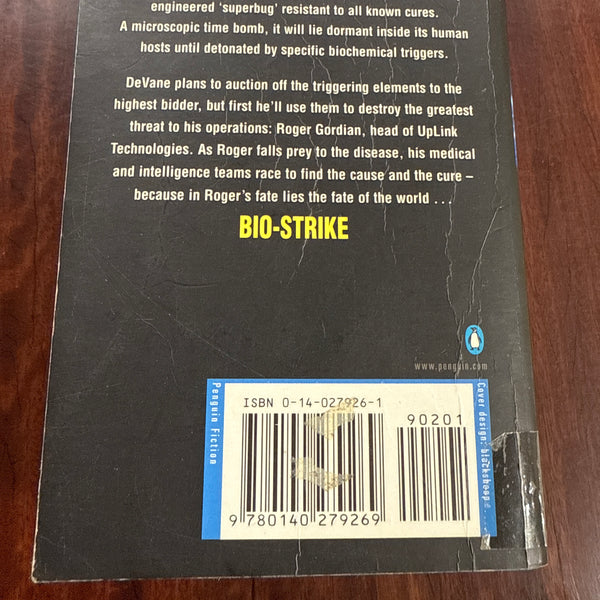 engineered ‘superbug’ resistant to all known cures.
A microscopic time bomb, it will lie dormant inside its human
hosts until detonated by specific biochemical triggers.
DeVane plans to auction off the triggering elements to the
highest bidder, but first he’ll use them to destroy the greatest
threat to his operations: Roger Gordian, head of UpLink
Technologies. As Roger falls prey to the disease, his medical
and intelligence teams race to find the cause and the cure –
because in Roger’s fate lies the fate of the world . . .
BIO-STRIKE
www.penguin.com
Penguin Fiction
ISBN 0-14-027926-1
90201
9 780140 279269
Cover design: blacksheep